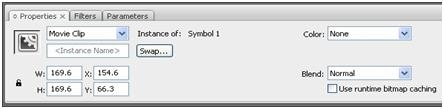 Properties × Filters Parameters
Movie Clip Instance of: Symbol 1 Color: None
<Instance Name> Swap...
W: 169.6 X: 154.6 Blend: Normal
H: 169.6 Y: 66.3 Use runtime bitmap caching